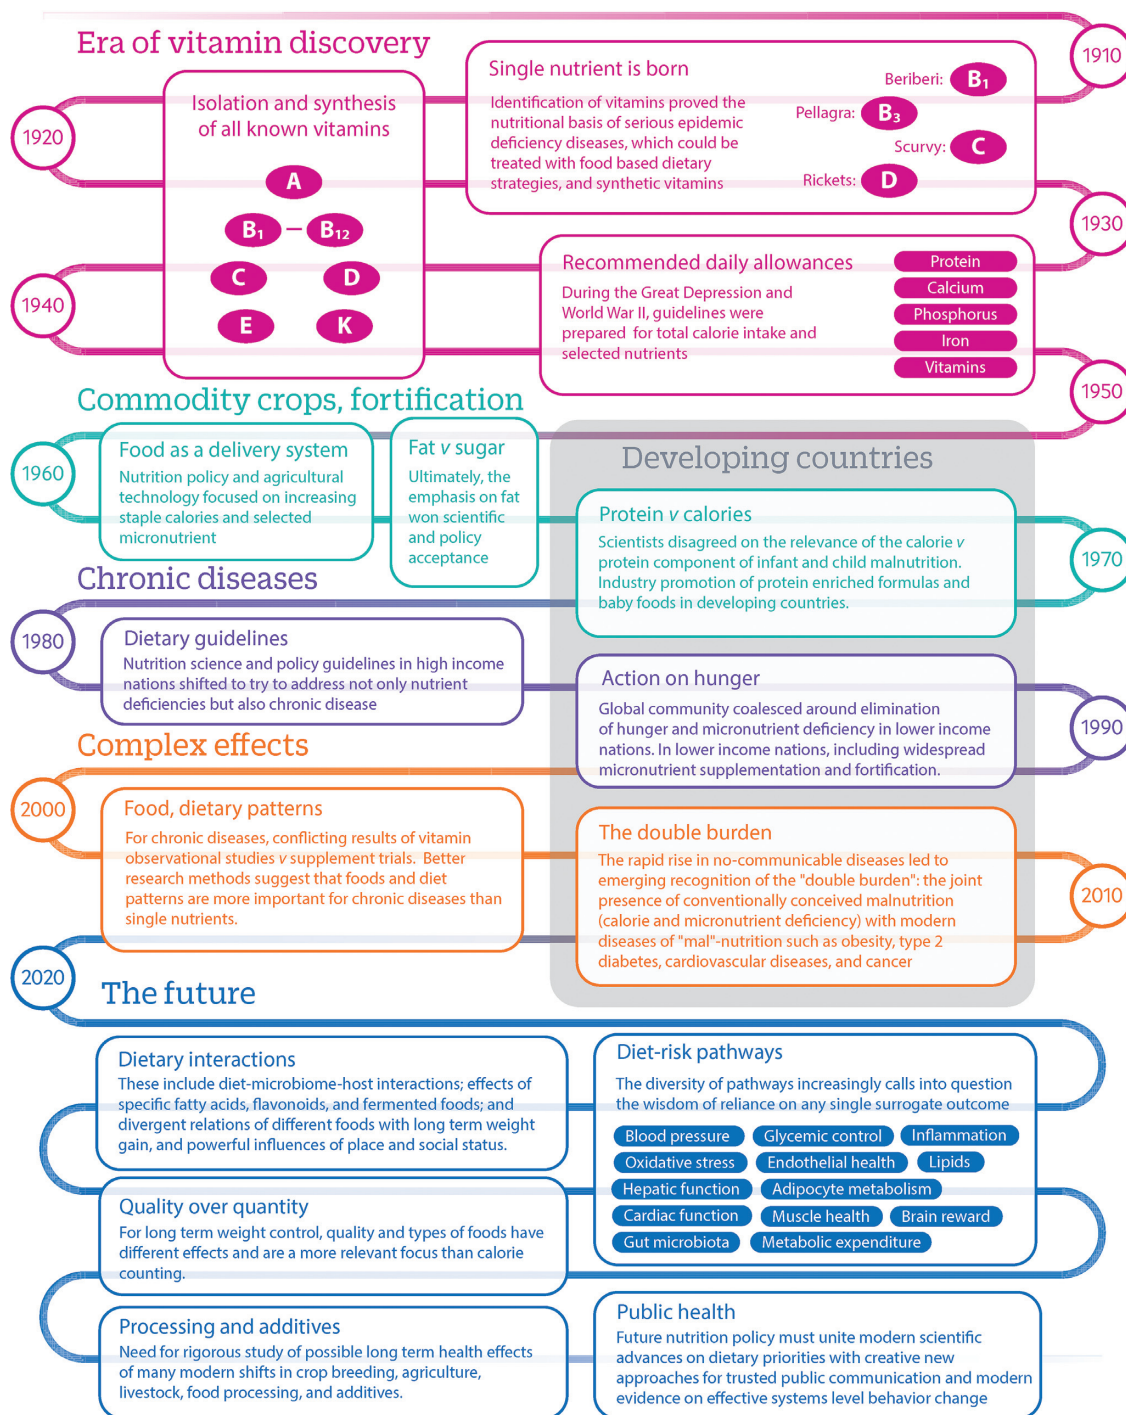 Era of vitamin discovery
1910
Single nutrient is born
Identification of vitamins proved the
nutritional basis of serious epidemic
deficiency diseases, which could be
treated with food based dietary
strategies, and synthetic vitamins
Beriberi: B1
Pellagra: B3
Scurvy: C
Rickets: D
1920
Isolation and synthesis
of all known vitamins
A
B1 – B12
C D
E K
1930
Recommended daily allowances
During the Great Depression and
World War II, guidelines were
prepared for total calorie intake and
selected nutrients
Protein
Calcium
Phosphorus
Iron
Vitamins
1940
1950
Commodity crops, fortification
1960
Food as a delivery system
Nutrition policy and agricultural
technology focused on increasing
staple calories and selected
micronutrient
Fat v sugar
Ultimately, the
emphasis on fat
won scientific
and policy
acceptance
Developing countries
Protein v calories
Scientists disagreed on the relevance of the calorie v
protein component of infant and child malnutrition.
Industry promotion of protein enriched formulas and
baby foods in developing countries.
1970
Chronic diseases
1980
Dietary guidelines
Nutrition science and policy guidelines in high income
nations shifted to try to address not only nutrient
deficiencies but also chronic disease
Action on hunger
Global community coalesced around elimination
of hunger and micronutrient deficiency in lower income
nations. In lower income nations, including widespread
micronutrient supplementation and fortification.
1990
Complex effects
2000
Food, dietary patterns
For chronic diseases, conflicting results of vitamin
observational studies v supplement trials. Better
research methods suggest that foods and diet
patterns are more important for chronic diseases than
single nutrients.
The double burden
The rapid rise in no-communicable diseases led to
emerging recognition of the "double burden": the joint
presence of conventionally conceived malnutrition
(calorie and micronutrient deficiency) with modern
diseases of "mal"-nutrition such as obesity, type 2
diabetes, cardiovascular diseases, and cancer
2010
2020
The future
Dietary interactions
These include diet-microbiome-host interactions; effects of
specific fatty acids, flavonoids, and fermented foods; and
divergent relations of different foods with long term weight
gain, and powerful influences of place and social status.
Diet-risk pathways
The diversity of pathways increasingly calls into question
the wisdom of reliance on any single surrogate outcome
Blood pressure Glycemic control Inflammation
Oxidative stress Endothelial health Lipids
Hepatic function Adipocyte metabolism
Cardiac function Muscle health Brain reward
Gut microbiota Metabolic expenditure
Quality over quantity
For long term weight control, quality and types of foods have
different effects and are a more relevant focus than calorie
counting.
Processing and additives
Need for rigorous study of possible long term health effects
of many modern shifts in crop breeding, agriculture,
livestock, food processing, and additives.
Public health
Future nutrition policy must unite modern scientific
advances on dietary priorities with creative new
approaches for trusted public communication and modern
evidence on effective systems level behavior change